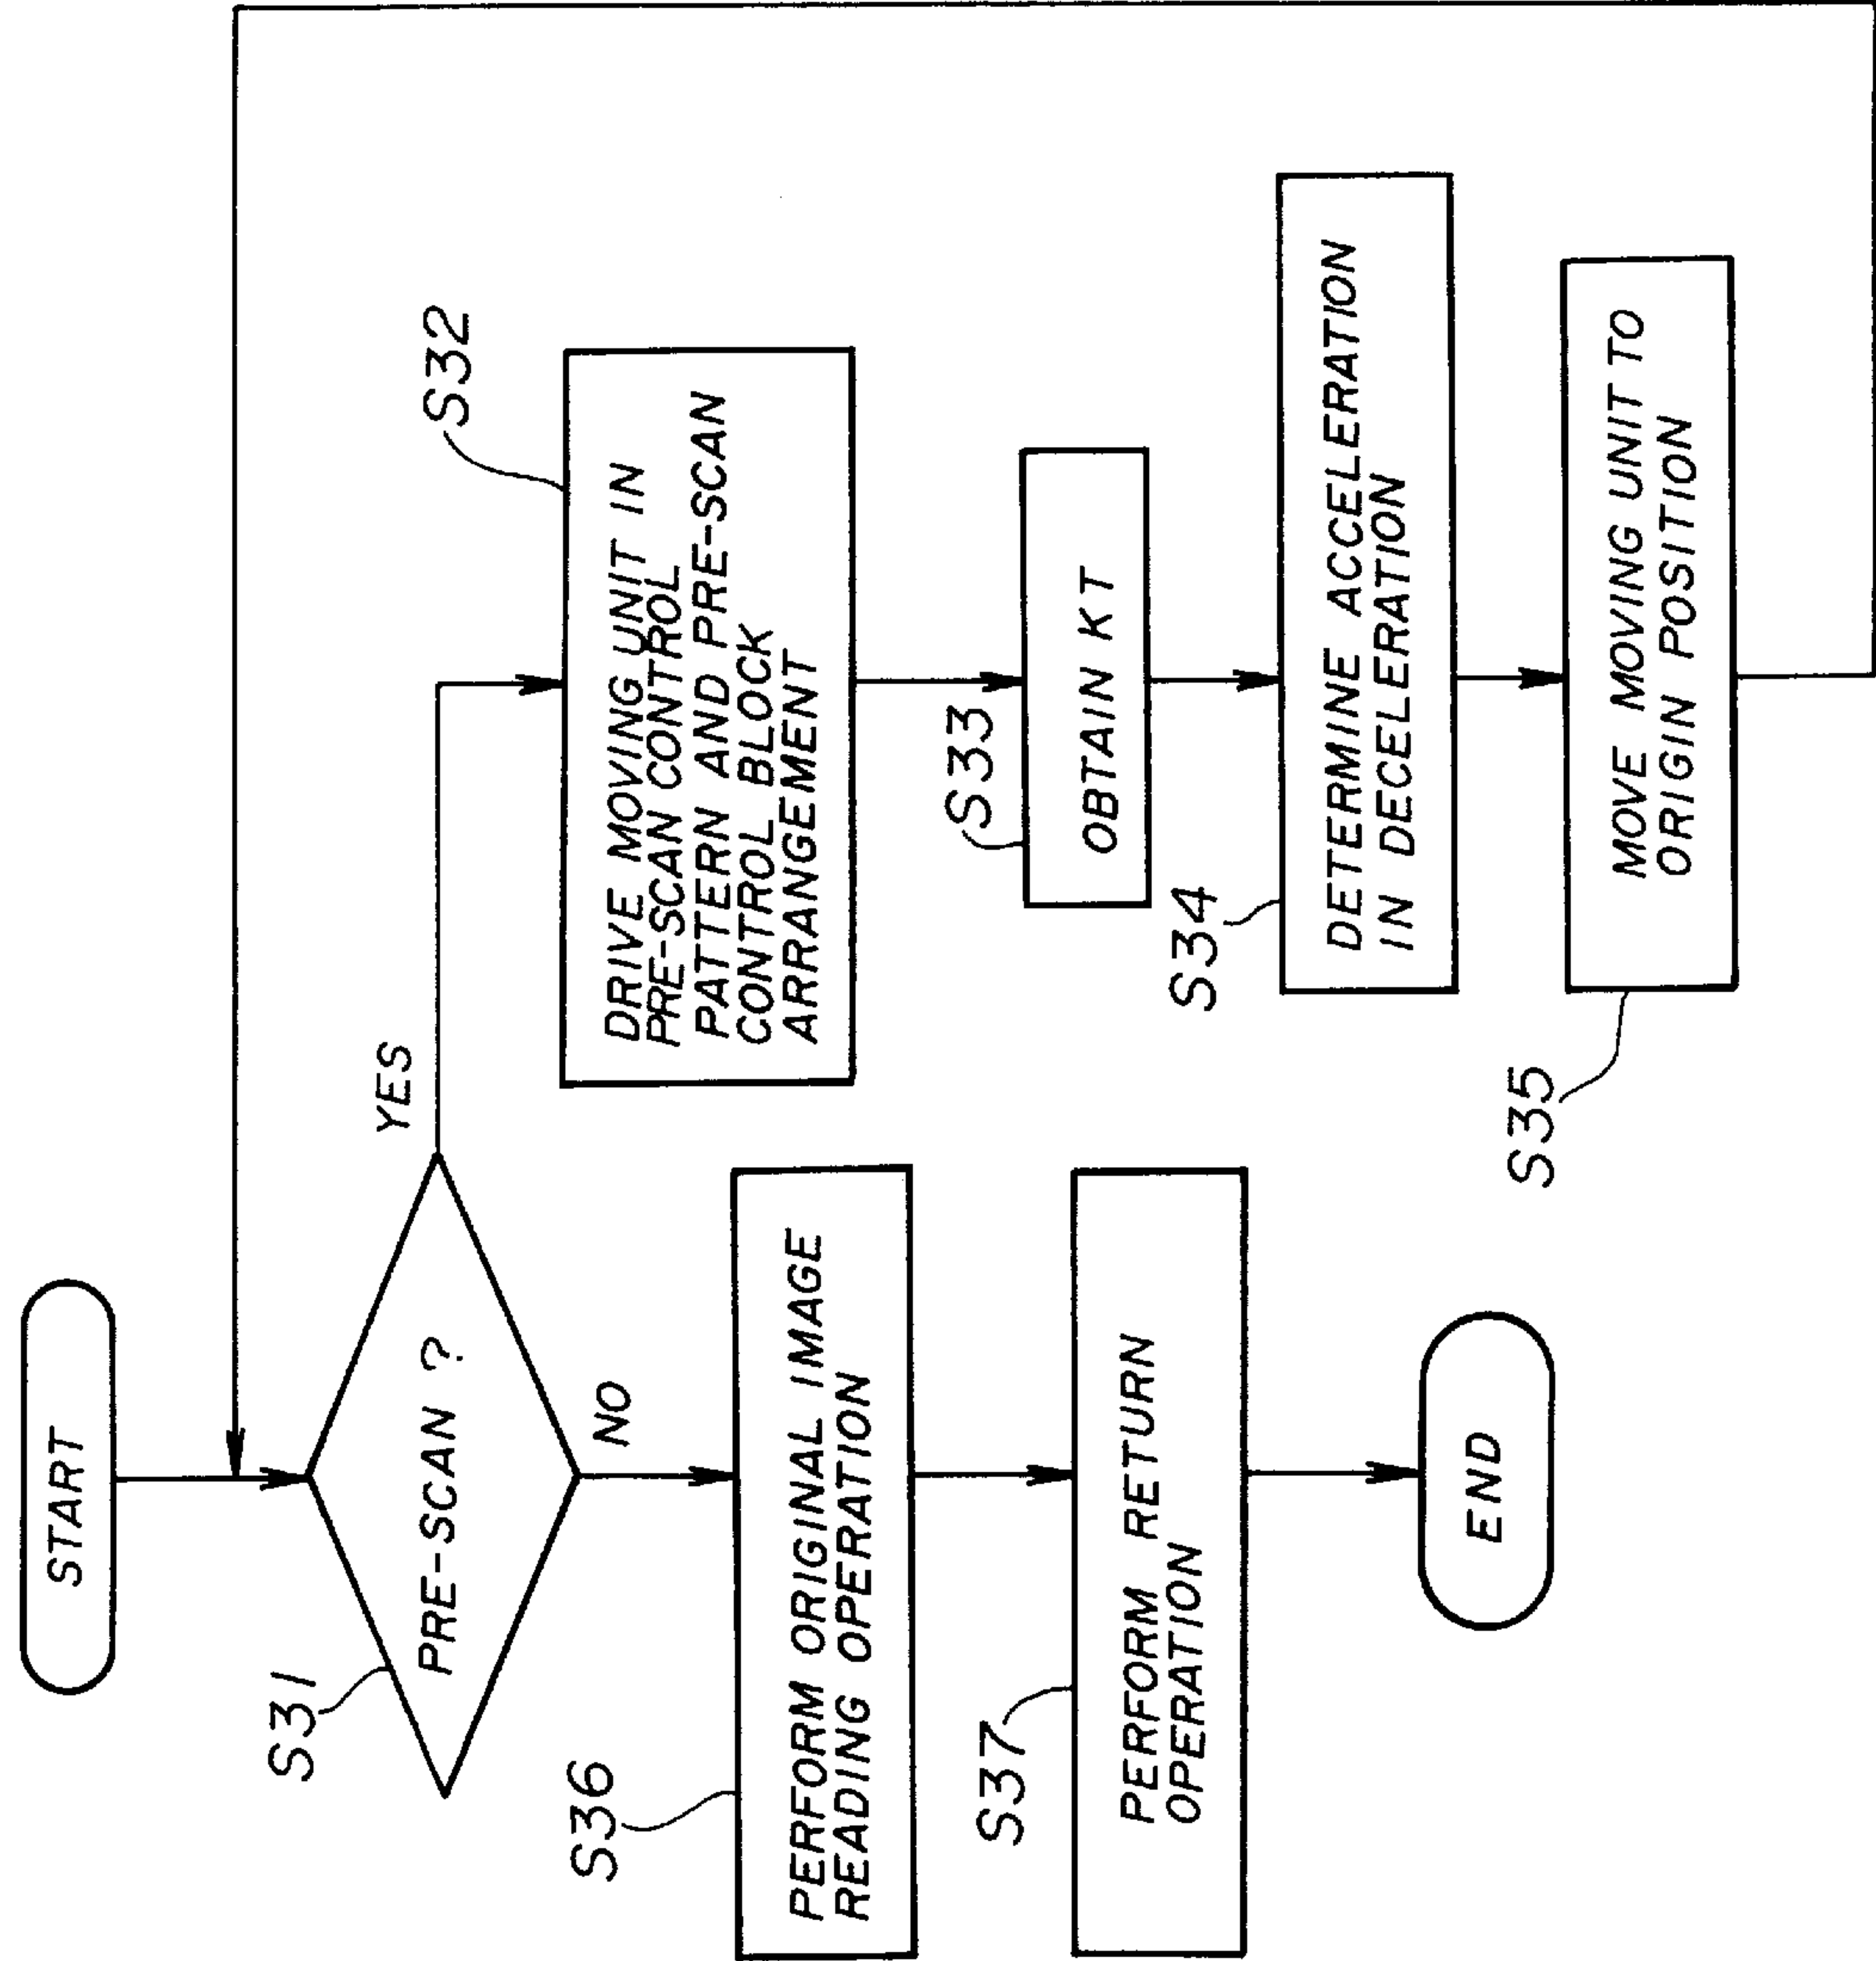 START
S31
PRE-SCAN ?
YES
NO
S32
DRIVE MOVING UNIT IN
PRE-SCAN CONTROL
PATTERN AND PRE-SCAN
CONTROL BLOCK
ARRANGEMENT
S33
OBTAIN KT
S34
DETERMINE ACCELERATION
IN DECELERATION
S35
MOVE MOVING UNIT TO
ORIGIN POSITION
S36
PERFORM ORIGINAL IMAGE
READING OPERATION
S37
PERFORM RETURN
OPERATION
END